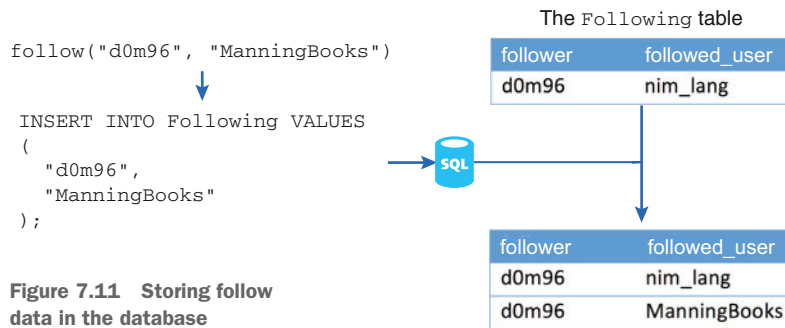 The Following table
follow("d0m96", "ManningBooks")
INSERT INTO Following VALUES
(
"d0m96",
"ManningBooks"
);
SQL
follower followed_user
d0m96 nim_lang
follower followed_user
d0m96 nim_lang
d0m96 ManningBooks
Figure 7.11 Storing follow
data in the database